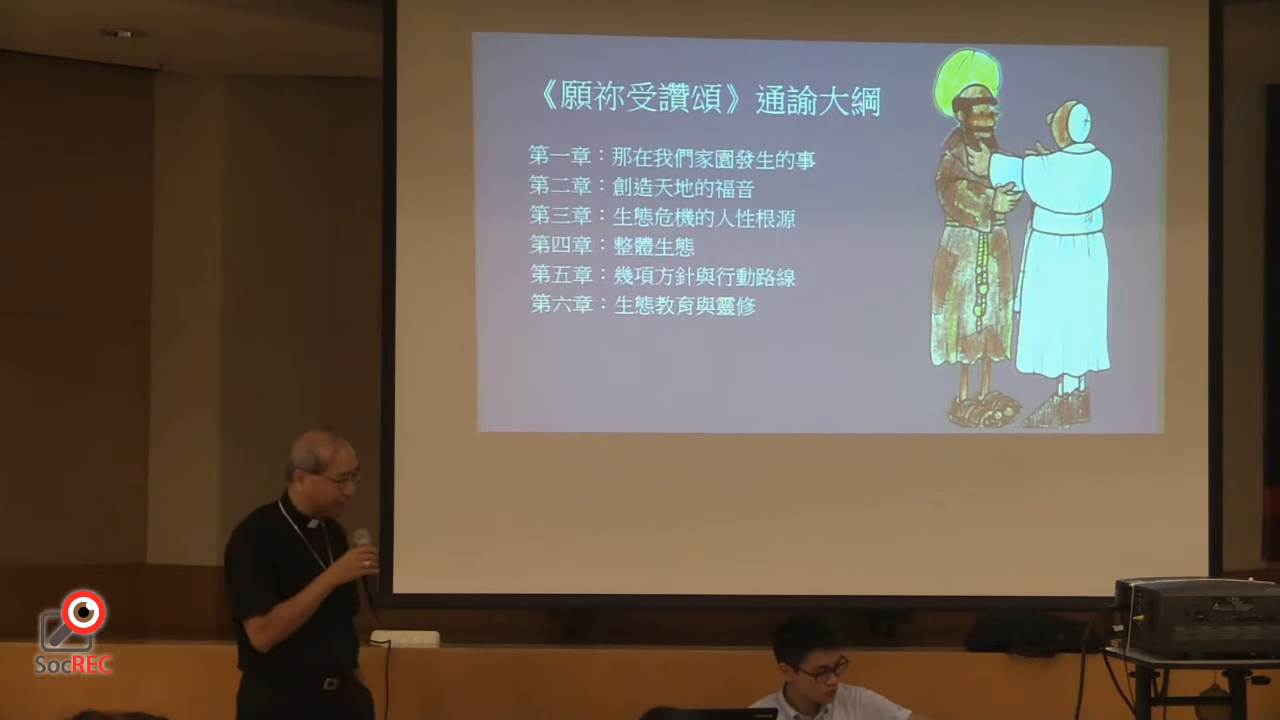 《願祢受讚頌》通諭大綱
第一章：那在我們家園發生的事
第二章：創造天地的福音
第三章：生態危機的人性根源
第四章：整體生態
第五章：幾項方針與行動路線
第六章：生態教育與靈修
SocREC